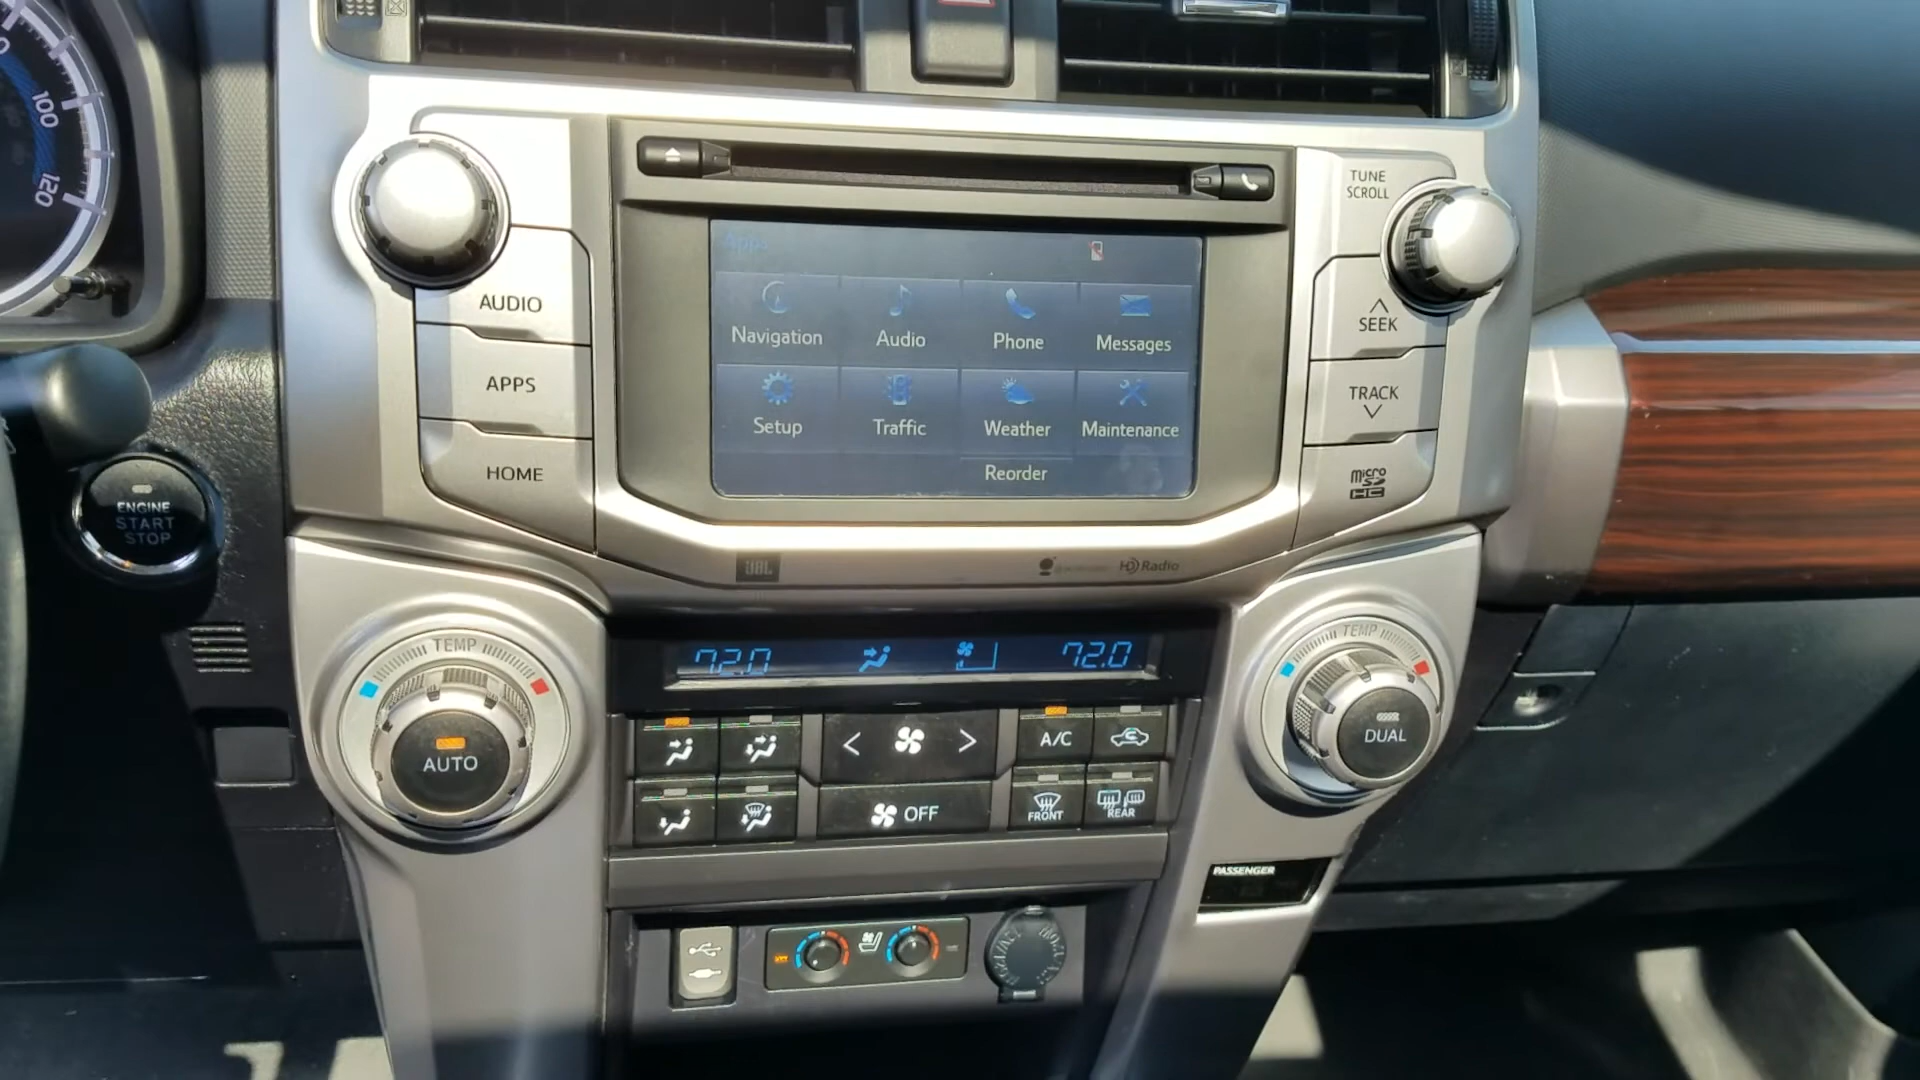 100
120
TUNE
SCROLL
AUDIO
APPS
HOME
Apps
Navigation
Audio
Phone
Messages
Setup
Traffic
Weather
Maintenance
Reorder
SEEK
TRACK
micro
SD
HC
ENGINE
START
STOP
JBL
HD Radio
TEMP
AUTO
72.0
72.0
TEMP
DUAL
A/C
OFF
FRONT
REAR
PASSENGER